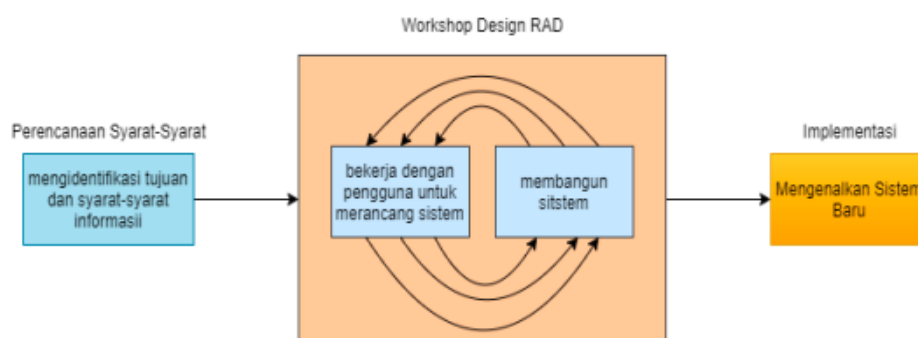 Workshop Design RAD
Perencanaan Syarat-Syarat
mengidentifikasi tujuan
dan syarat-syarat
informasii
bekerja dengan
pengguna untuk
merancang sistem
membangun
sitstem
Implementasi
Mengenalkan Sistem
Baru